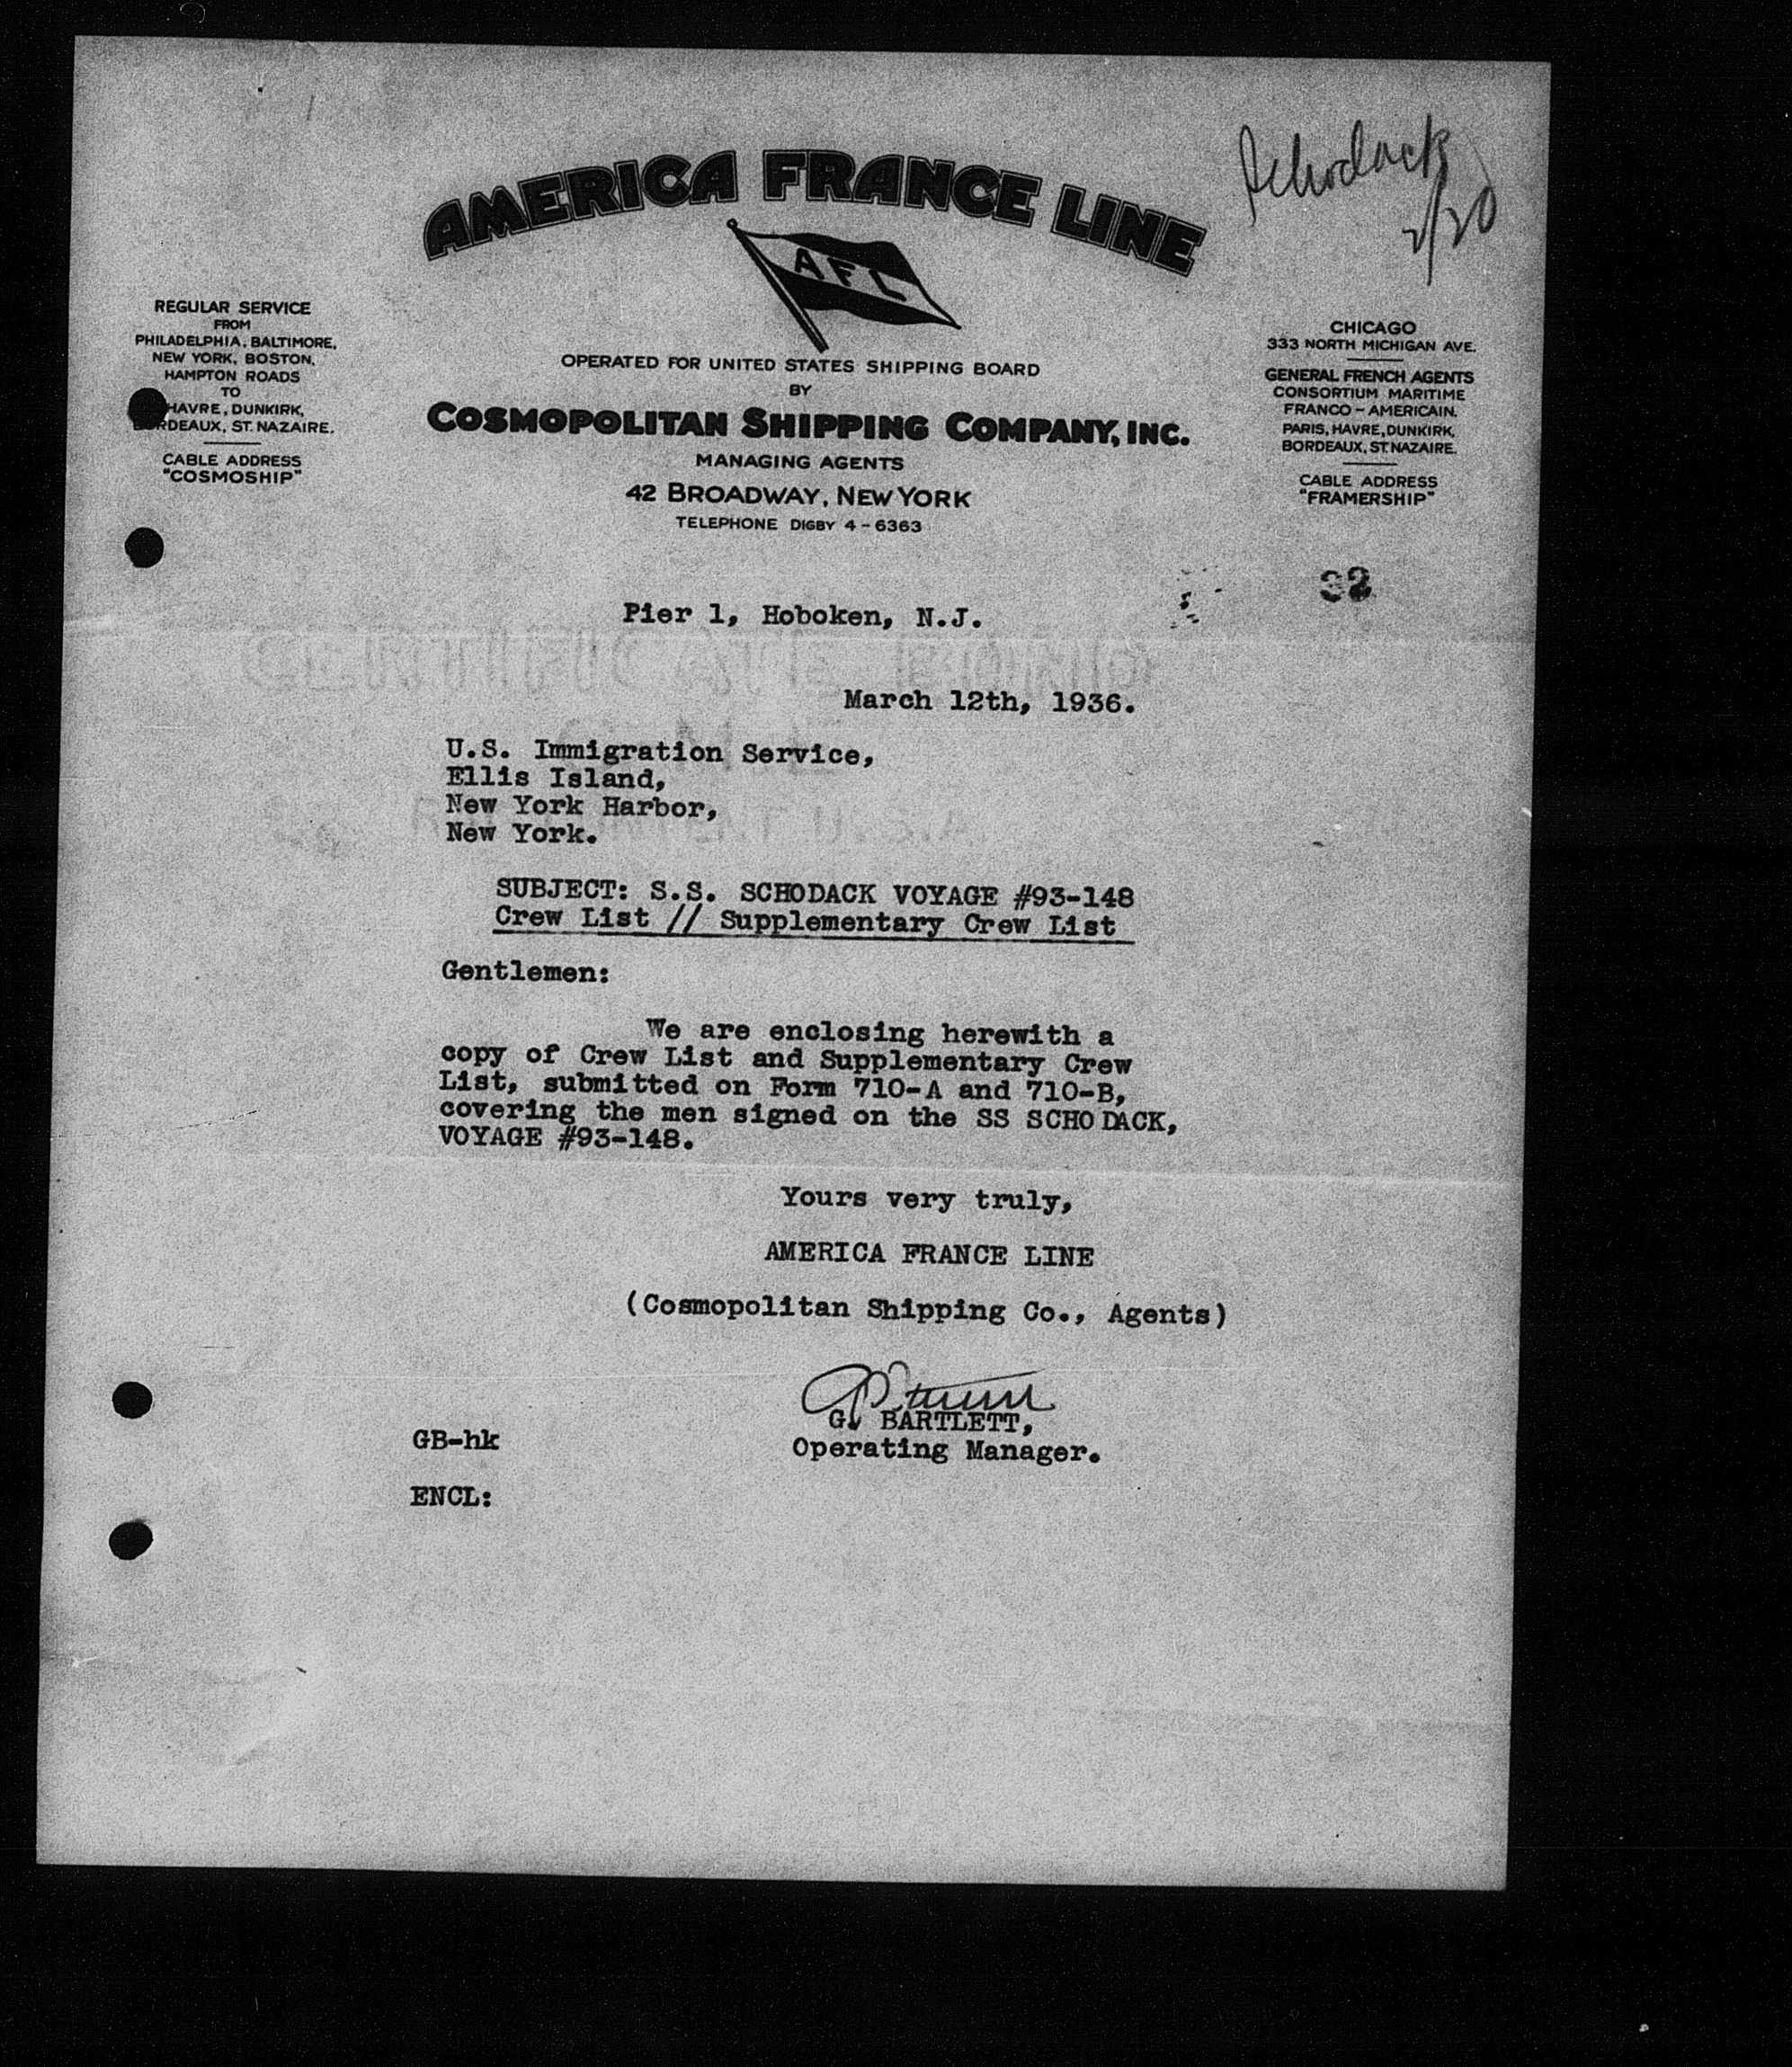 Schodack
2/20
AMERICA FRANCE LINE
AFL
REGULAR SERVICE
FROM
PHILADELPHIA, BALTIMORE,
NEW YORK, BOSTON,
HAMPTON ROADS
TO
HAVRE, DUNKIRK,
RDEAUX, ST. NAZAIRE.
CABLE ADDRESS
"COSMOSHIP"
OPERATED FOR UNITED STATES SHIPPING BOARD
BY
COSMOPOLITAN SHIPPING COMPANY, INC.
MANAGING AGENTS
42 BROADWAY, NEW YORK
TELEPHONE DIGBY 4-6363
CHICAGO
333 NORTH MICHIGAN AVE.
GENERAL FRENCH AGENTS
CONSORTIUM MARITIME
FRANCO-AMERICAIN.
PARIS, HAVRE, DUNKIRK,
BORDEAUX, ST. NAZAIRE.
CABLE ADDRESS
"FRAMERSHIP"
32
Pier 1, Hoboken, N.J.
March 12th, 1936.
U.S. Immigration Service,
Ellis Island,
New York Harbor,
New York.
SUBJECT: S.S. SCHODACK VOYAGE #93-148
Crew List // Supplementary Crew List
Gentlemen:
We are enclosing herewith a
copy of Crew List and Supplementary Crew
List, submitted on Form 710-A and 710-B,
covering the men signed on the SS SCHODACK,
VOYAGE #93-148.
Yours very truly,
AMERICA FRANCE LINE
(Cosmopolitan Shipping Co., Agents)
G. BARTLETT,
Operating Manager.
GB-hk
ENCL: